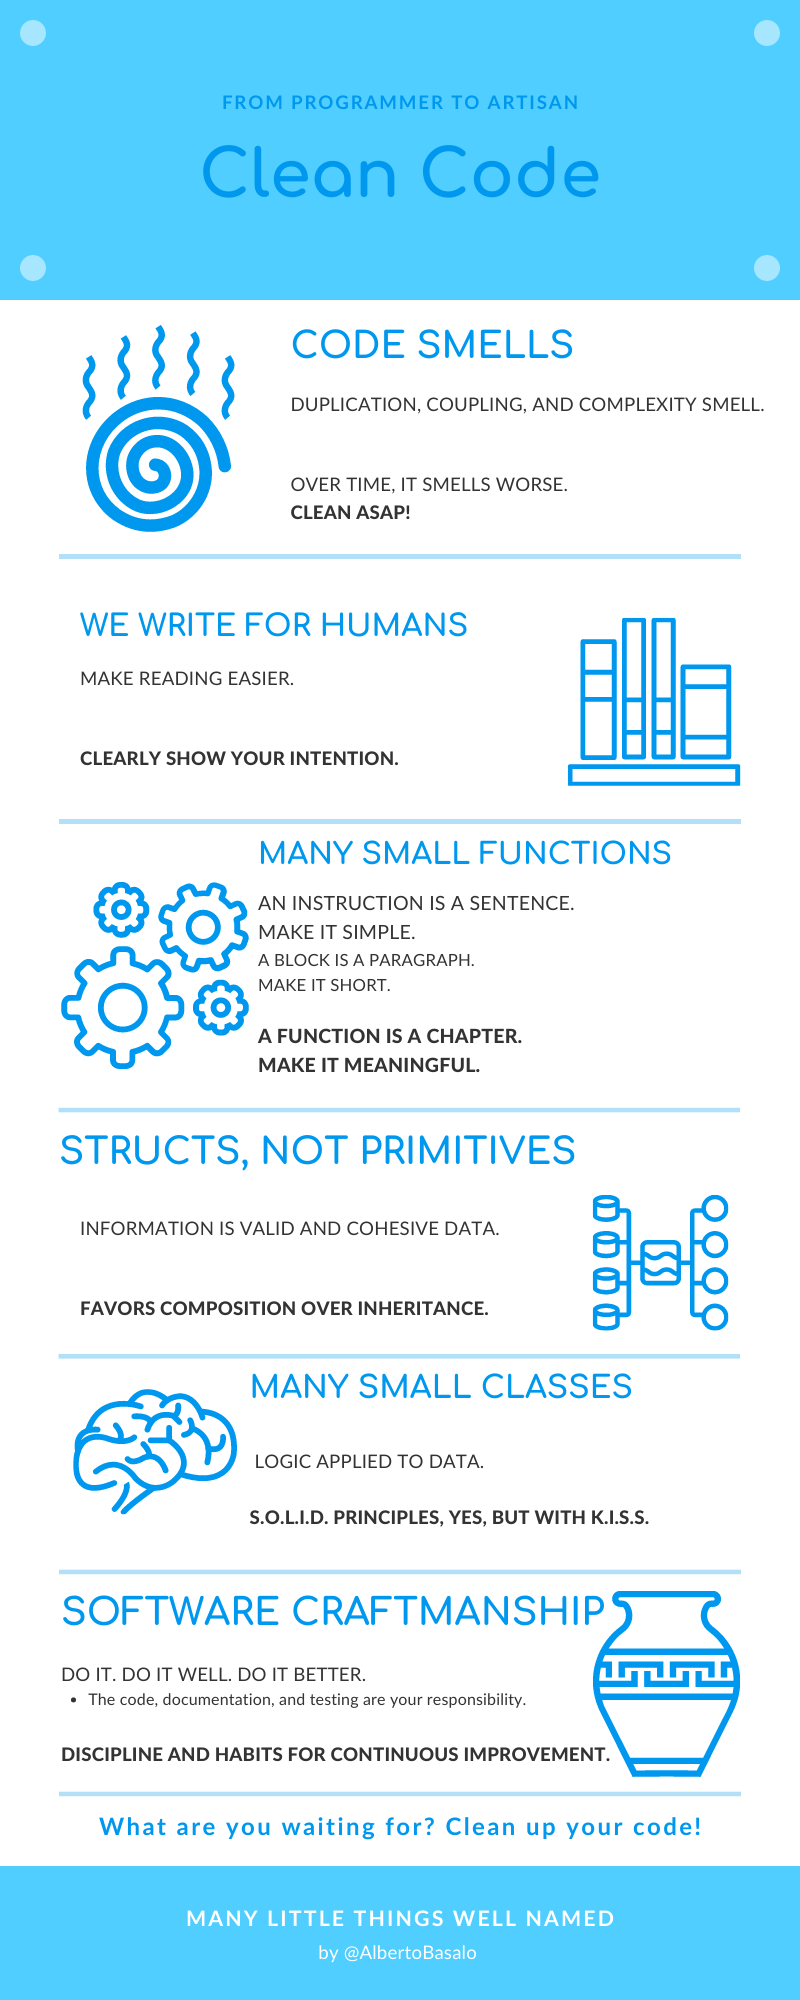 FROM PROGRAMMER TO ARTISAN
Clean Code
CODE SMELLS
DUPLICATION, COUPLING, AND COMPLEXITY SMELL.
OVER TIME, IT SMELLS WORSE.
CLEAN ASAP!
WE WRITE FOR HUMANS
MAKE READING EASIER.
CLEARLY SHOW YOUR INTENTION.
MANY SMALL FUNCTIONS
AN INSTRUCTION IS A SENTENCE.
MAKE IT SIMPLE.
A BLOCK IS A PARAGRAPH.
MAKE IT SHORT.
A FUNCTION IS A CHAPTER.
MAKE IT MEANINGFUL.
STRUCTS, NOT PRIMITIVES
INFORMATION IS VALID AND COHESIVE DATA.
FAVORS COMPOSITION OVER INHERITANCE.
MANY SMALL CLASSES
LOGIC APPLIED TO DATA.
S.O.L.I.D. PRINCIPLES, YES, BUT WITH K.I.S.S.
SOFTWARE CRAFTMANSHIP
DO IT. DO IT WELL. DO IT BETTER.
• The code, documentation, and testing are your responsibility.
DISCIPLINE AND HABITS FOR CONTINUOUS IMPROVEMENT.
What are you waiting for? Clean up your code!
MANY LITTLE THINGS WELL NAMED
by @AlbertoBasalo